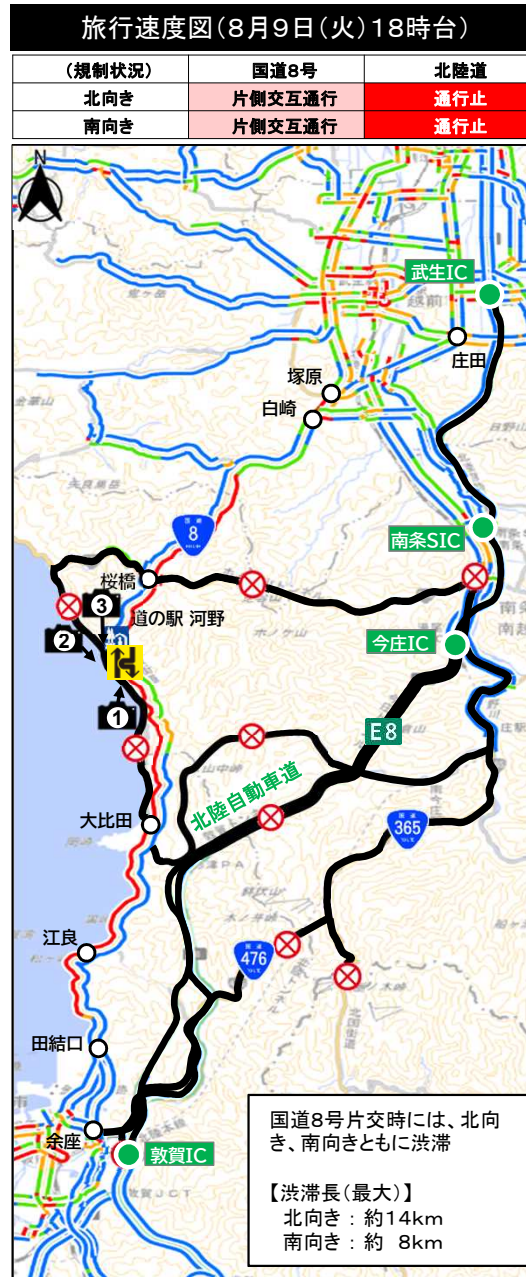 旅行速度図(8月9日(火)18時台)
(規制状況) 国道8号 北陸道
北向き 片側交互通行 通行止
南向き 片側交互通行 通行止
N
武生IC
庄田
塚原
白崎
国道
8
南条SIC
桜橋
3
道の駅 河野
2
今庄IC
1
E8
北陸自動車道
大比田
国道
365
江良
国道
476
田結口
余座
敦賀IC
国道8号片交時には、北向
き、南向きともに渋滞
【渋滞長(最大)】
北向き : 約14km
南向き : 約 8km